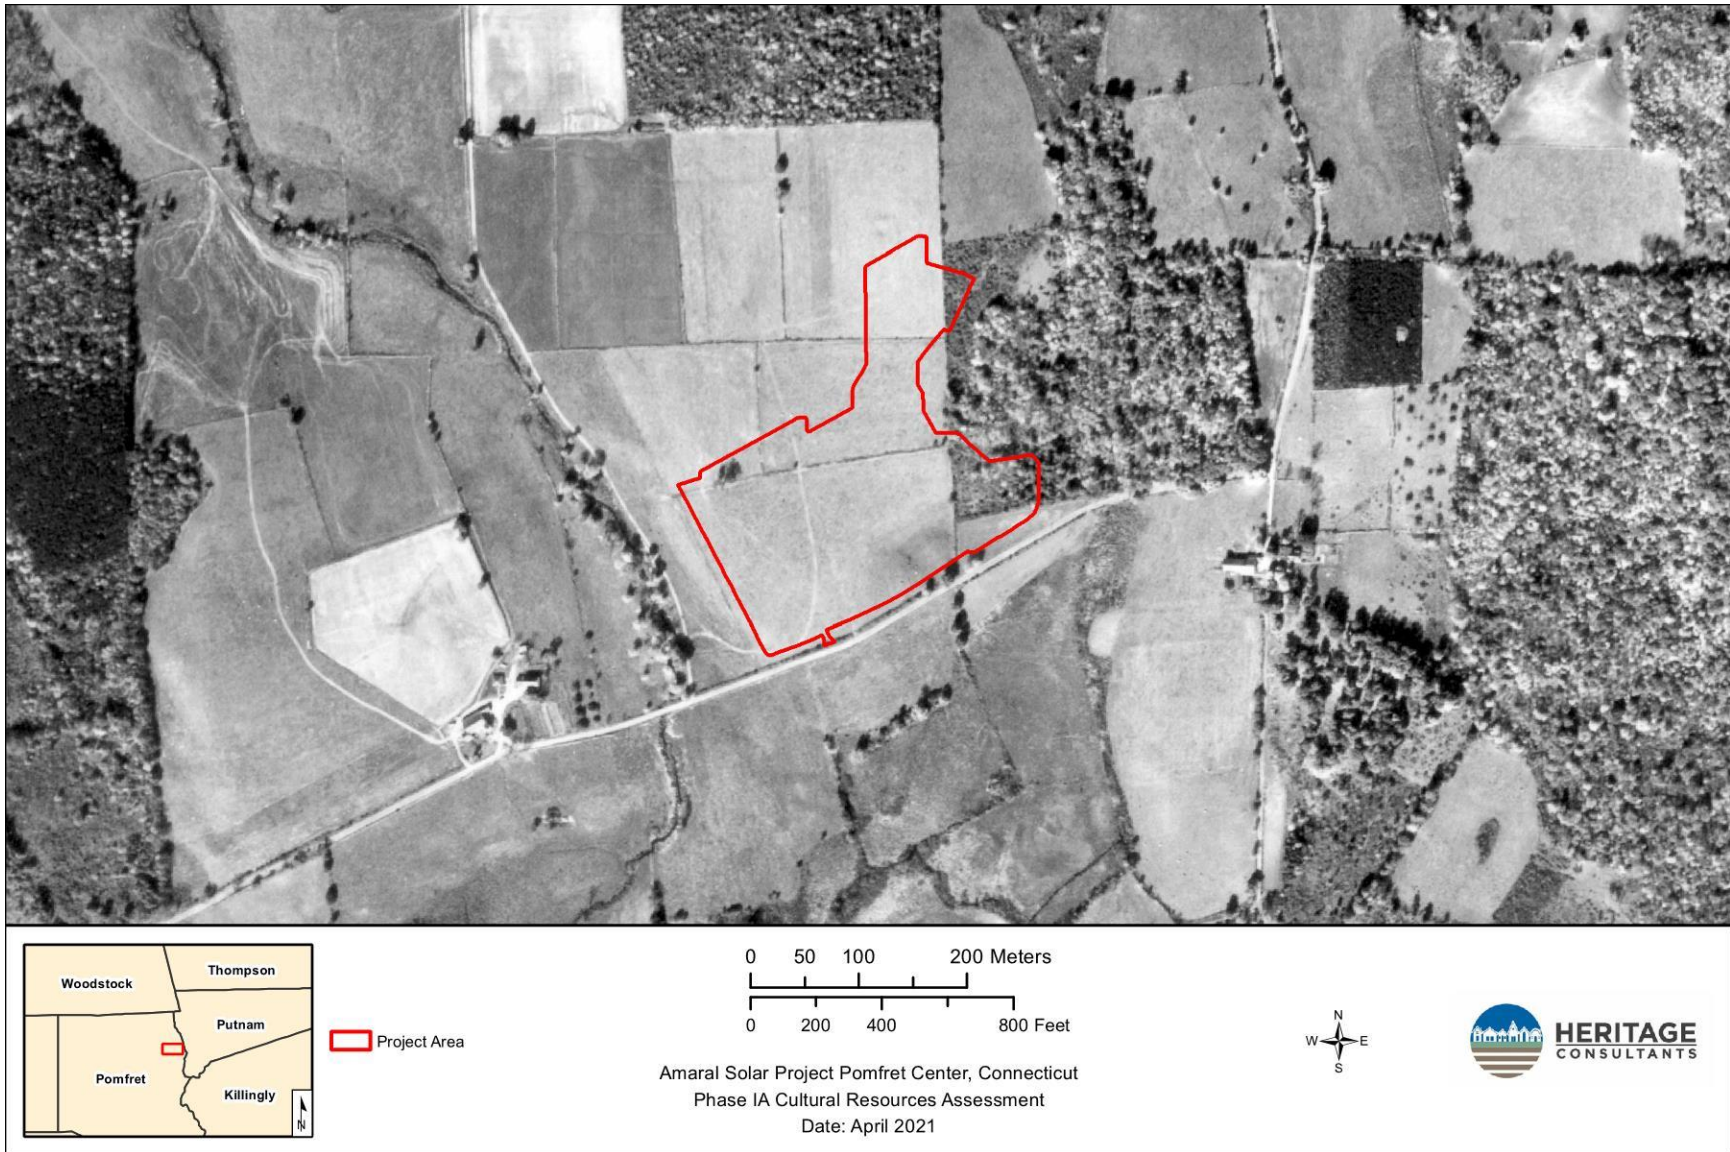 Woodstock
Thompson
Putnam
Pomfret
Killingly
N
Project Area
0 50 100 200 Meters
0 200 400 800 Feet
Amaral Solar Project Pomfret Center, Connecticut
Phase IA Cultural Resources Assessment
Date: April 2021
N
W E
S
HERITAGE
CONSULTANTS